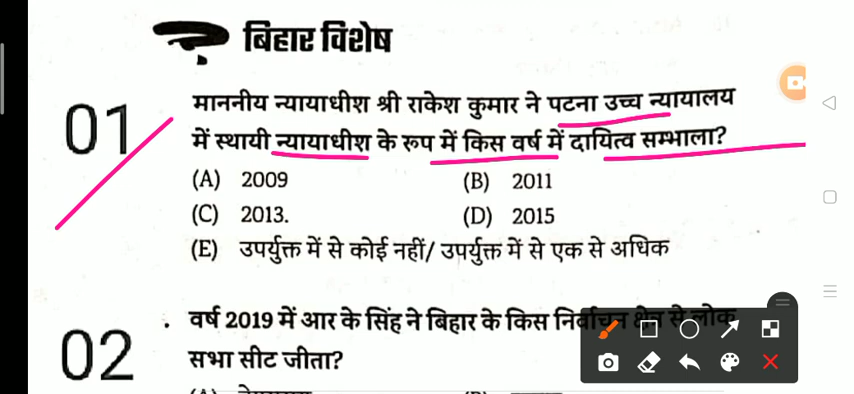 बिहार विशेष
01
माननीय न्यायाधीश श्री राकेश कुमार ने पटना उच्च न्यायालय
में स्थायी न्यायाधीश के रूप में किस वर्ष में दायित्व सम्भाला?
(A) 2009 (B) 2011
(C) 2013. (D) 2015
(E) उपर्युक्त में से कोई नहीं/ उपर्युक्त में से एक से अधिक
02
. वर्ष 2019 में आर के सिंह ने बिहार के किस निर्वाचन क्षेत्र से लोक
सभा सीट जीता?